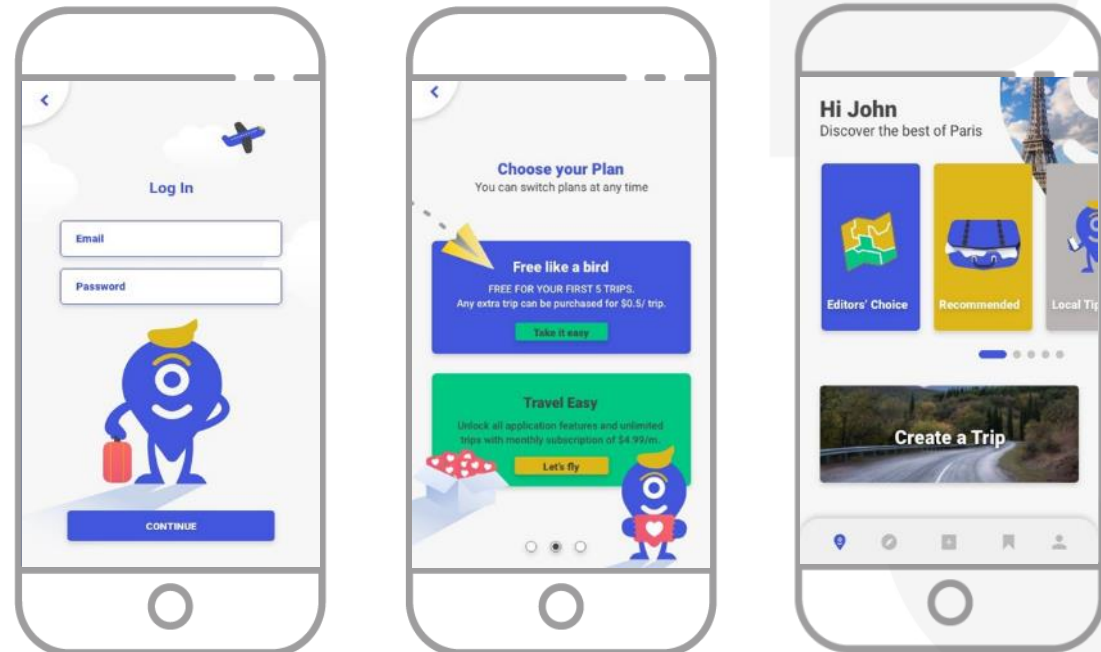 Log In
Email
Password
CONTINUE
Choose your Plan
You can switch plans at any time
Free like a bird
FREE FOR YOUR FIRST 5 TRIPS.
Any extra trip can be purchased for $0.5/ trip.
Take it easy
Travel Easy
Unlock all application features and unlimited
trips with monthly subscription of $4.99/m.
Let's fly
Hi John
Discover the best of Paris
Editors' Choice
Recommended
Local Tip
Create a Trip